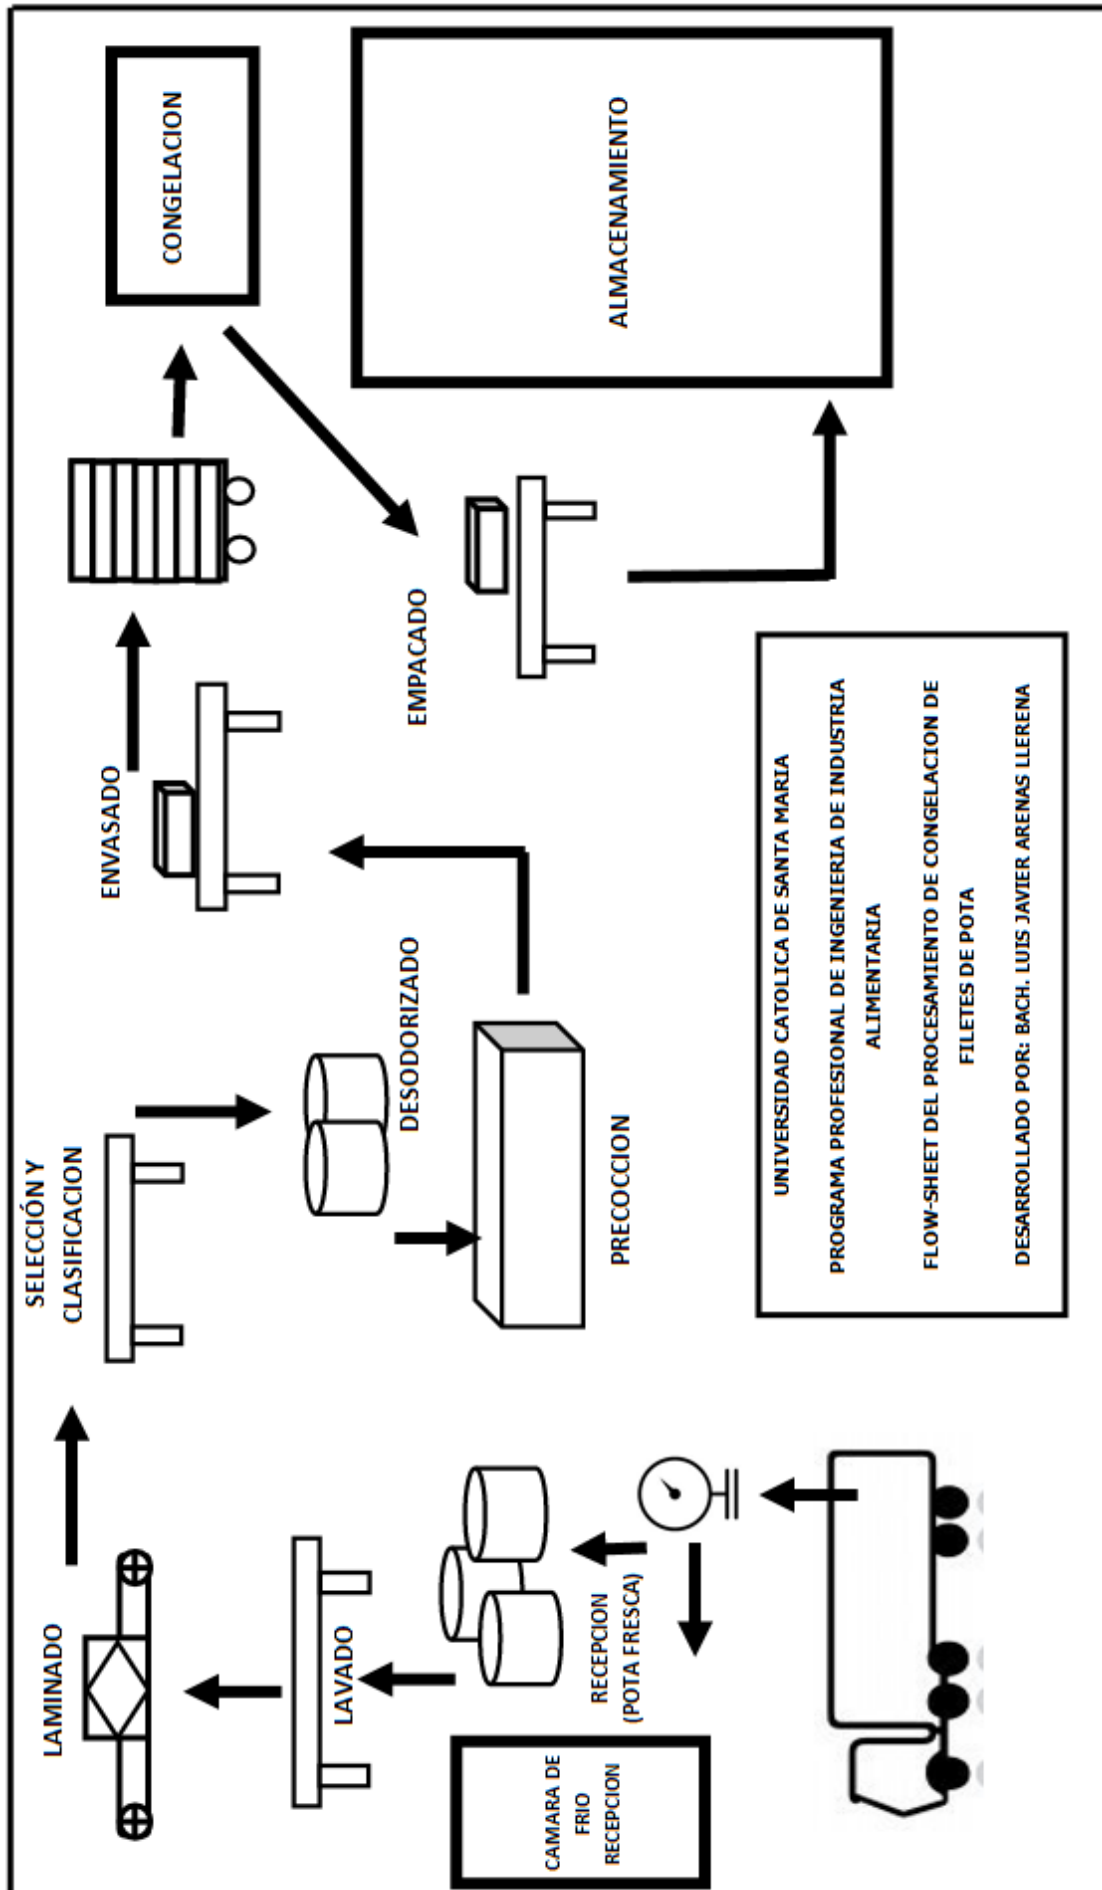 LAMINADO
SELECCIÓN Y
CLASIFICACION
ENVASADO
CONGELACION
LAVADO
DESODORIZADO
EMPACADO
CAMARA DE
FRIO
RECEPCION
RECEPCION
(POTA FRESCA)
PRECOCCION
ALMACENAMIENTO
UNIVERSIDAD CATOLICA DE SANTA MARIA
PROGRAMA PROFESIONAL DE INGENIERIA DE INDUSTRIA
ALIMENTARIA
FLOW-SHEET DEL PROCESAMIENTO DE CONGELACION DE
FILETES DE POTA
DESARROLLADO POR: BACH. LUIS JAVIER ARENAS LLERENA